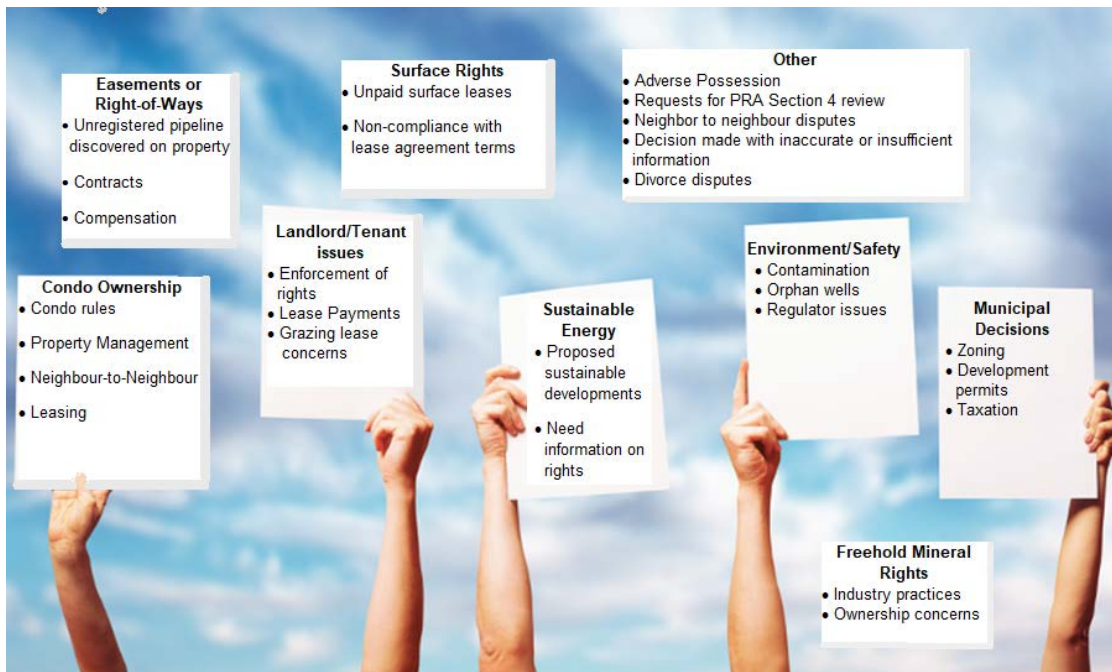 Easements or
Right-of-Ways
• Unregistered pipeline
discovered on property
• Contracts
• Compensation
Surface Rights
• Unpaid surface leases
• Non-compliance with
lease agreement terms
Other
• Adverse Possession
• Requests for PRA Section 4 review
• Neighbor to neighbour disputes
• Decision made with inaccurate or insufficient
information
• Divorce disputes
Condo Ownership
• Condo rules
• Property Management
• Neighbour-to-Neighbour
• Leasing
Landlord/Tenant
issues
• Enforcement of
rights
• Lease Payments
• Grazing lease
concerns
Sustainable
Energy
• Proposed
sustainable
developments
• Need
information on
rights
Environment/Safety
• Contamination
• Orphan wells
• Regulator issues
Municipal
Decisions
• Zoning
• Development
permits
• Taxation
Freehold Mineral
Rights
• Industry practices
• Ownership concerns